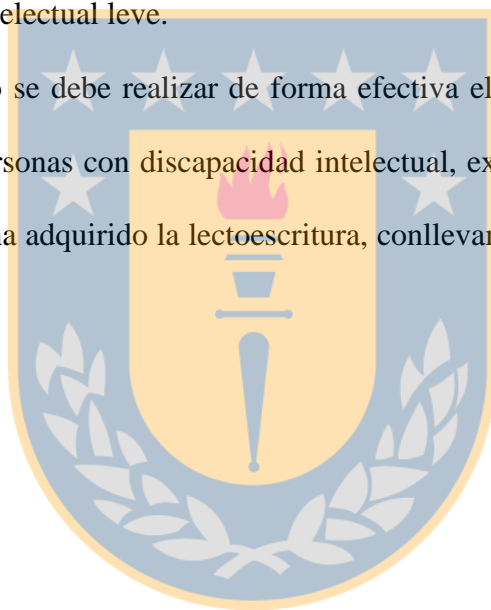 electual leve.
se debe realizar de forma efectiva el
rsonas con discapacidad intelectual, ex
a adquirido la lectoescritura, conllevar